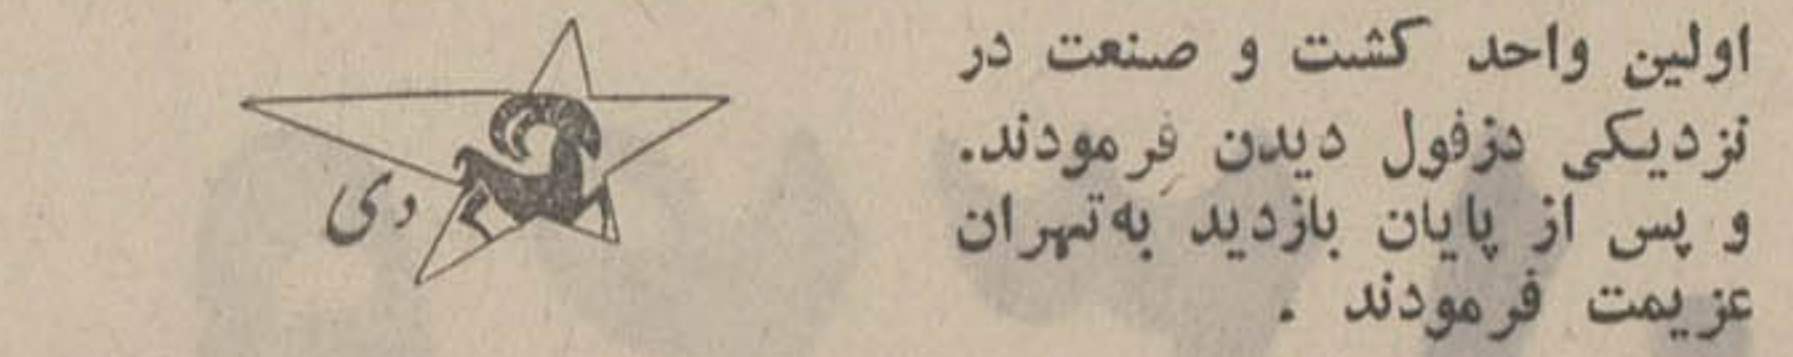 اولین واحد کشت و صنعت در
نزدیکی دزفول دیدن فرمودند.
و پس از پایان بازدید به تهران
عزیمت فرمودند .
دی